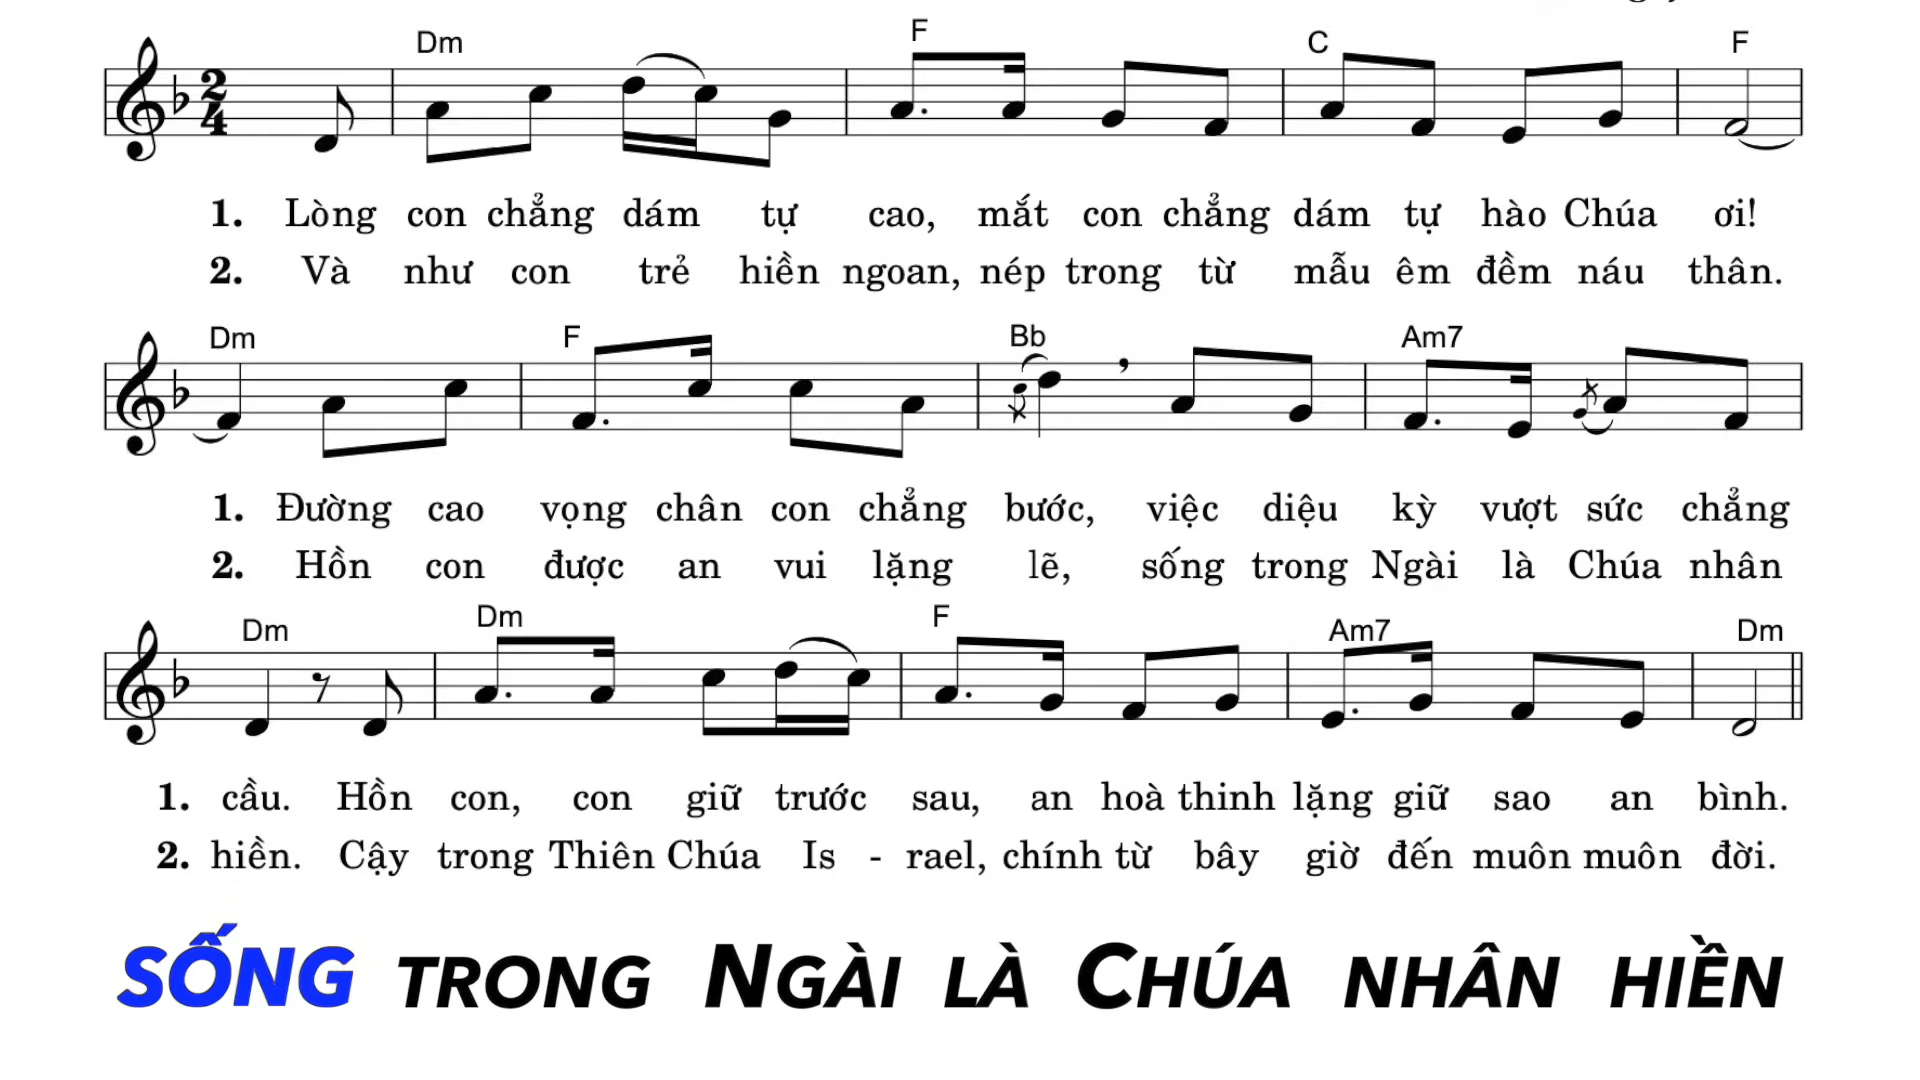 Dm F C F
2
4
1. Lòng con chẳng dám tự cao, mắt con chẳng dám tự hào Chúa ơi!
2. Và như con trẻ hiền ngoan, nép trong từ mẫu êm đềm náu thân.
Dm F Bb Am7
1. Đường cao vọng chân con chẳng bước, việc diệu kỳ vượt sức chẳng
2. Hồn con được an vui lặng lẽ, sống trong Ngài là Chúa nhân
Dm Dm F Am7 Dm
1. cầu. Hồn con, con giữ trước sau, an hoà thinh lặng giữ sao an bình.
2. hiền. Cậy trong Thiên Chúa Is - rael, chính từ bây giờ đến muôn muôn đời.
SỐNG TRONG NGÀI LÀ CHÚA NHÂN HIỀN